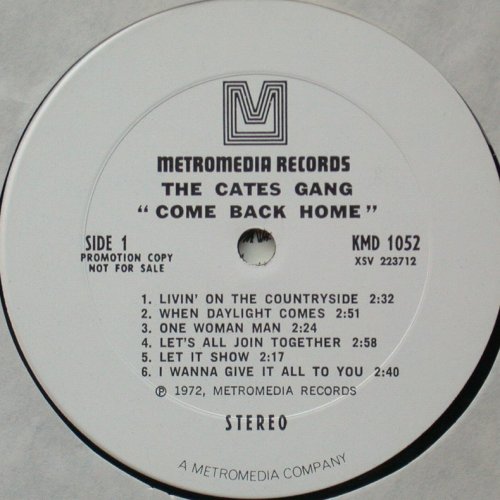 M
METROMEDIA RECORDS
THE CATES GANG
“COME BACK HOME”
SIDE 1
PROMOTION COPY
NOT FOR SALE
KMD 1052
XSV 223712
1. LIVIN' ON THE COUNTRYSIDE 2:32
2. WHEN DAYLIGHT COMES 2:51
3. ONE WOMAN MAN 2:24
4. LET'S ALL JOIN TOGETHER 2:58
5. LET IT SHOW 2:17
6. I WANNA GIVE IT ALL TO YOU 2:40
℗ 1972, METROMEDIA RECORDS
STEREO
A METROMEDIA COMPANY